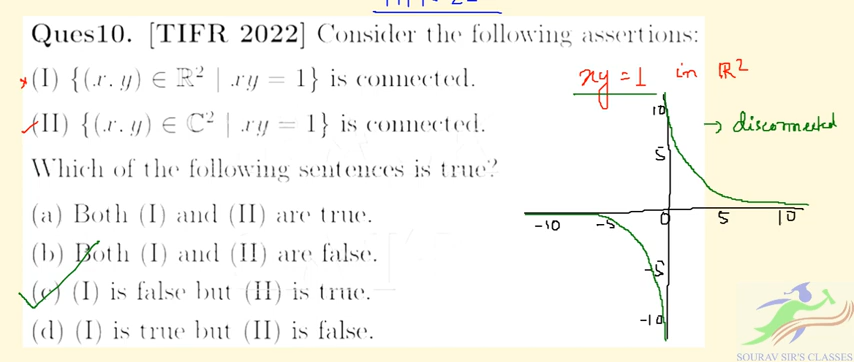 Ques10. [TIFR 2022] Consider the following assertions:
(I) {(x, y) ∈ ℝ² | xy = 1} is connected.
(II) {(x, y) ∈ ℂ² | xy = 1} is connected.
Which of the following sentences is true?
(a) Both (I) and (II) are true.
(b) Both (I) and (II) are false.
(c) (I) is false but (II) is true.
(d) (I) is true but (II) is false.
xy = 1 in ℝ²
→ disconnected
10
5
-10 -5 0 5 10
-5
-10
SOURAV SIR'S CLASSES